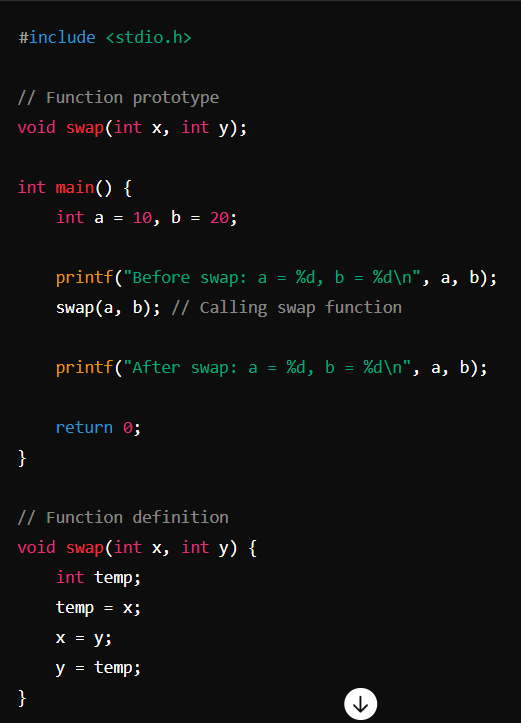 #include <stdio.h>
// Function prototype
void swap(int x, int y);
int main() {
    int a = 10, b = 20;
    printf("Before swap: a = %d, b = %d\n", a, b);
    swap(a, b); // Calling swap function
    printf("After swap: a = %d, b = %d\n", a, b);
    return 0;
}
// Function definition
void swap(int x, int y) {
    int temp;
    temp = x;
    x = y;
    y = temp;
}